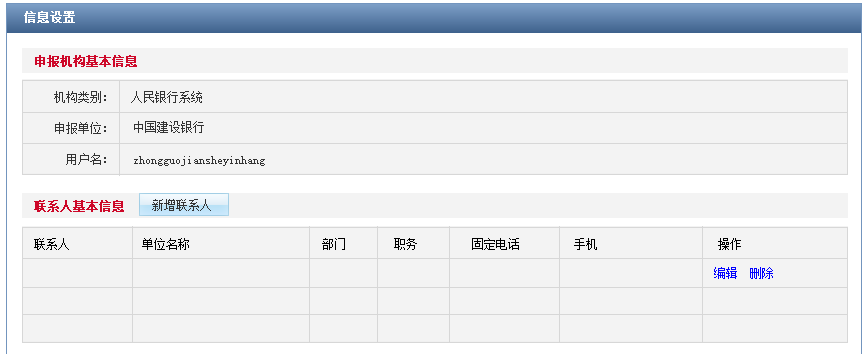 信息设置
申报机构基本信息
机构类别： 人民银行系统
申报单位： 中国建设银行
用户名： zhongguojiansheyinhang
联系人基本信息 新增联系人
联系人 单位名称 部门 职务 固定电话 手机 操作
编辑 删除